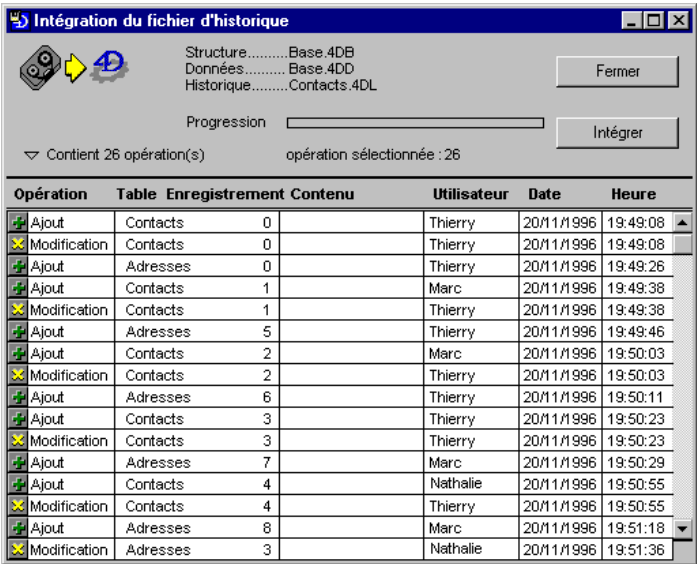 Intégration du fichier d'historique
Structure.........Base.4DB
Données......... Base.4DD
Historique.........Contacts.4DL
Fermer
Progression
Intégrer
Contient 26 opération(s) opération sélectionnée : 26
Opération Table Enregistrement Contenu Utilisateur Date Heure
Ajout Contacts 0 Thierry 20/11/1996 19:49:08
Modification Contacts 0 Thierry 20/11/1996 19:49:08
Ajout Adresses 0 Thierry 20/11/1996 19:49:26
Ajout Contacts 1 Marc 20/11/1996 19:49:38
Modification Contacts 1 Thierry 20/11/1996 19:49:38
Ajout Adresses 5 Thierry 20/11/1996 19:49:46
Ajout Contacts 2 Marc 20/11/1996 19:50:03
Modification Contacts 2 Thierry 20/11/1996 19:50:03
Ajout Adresses 6 Thierry 20/11/1996 19:50:11
Ajout Contacts 3 Thierry 20/11/1996 19:50:23
Modification Contacts 3 Thierry 20/11/1996 19:50:23
Ajout Adresses 7 Marc 20/11/1996 19:50:29
Ajout Contacts 4 Nathalie 20/11/1996 19:50:55
Modification Contacts 4 Thierry 20/11/1996 19:50:55
Ajout Adresses 8 Marc 20/11/1996 19:51:18
Modification Adresses 3 Nathalie 20/11/1996 19:51:36